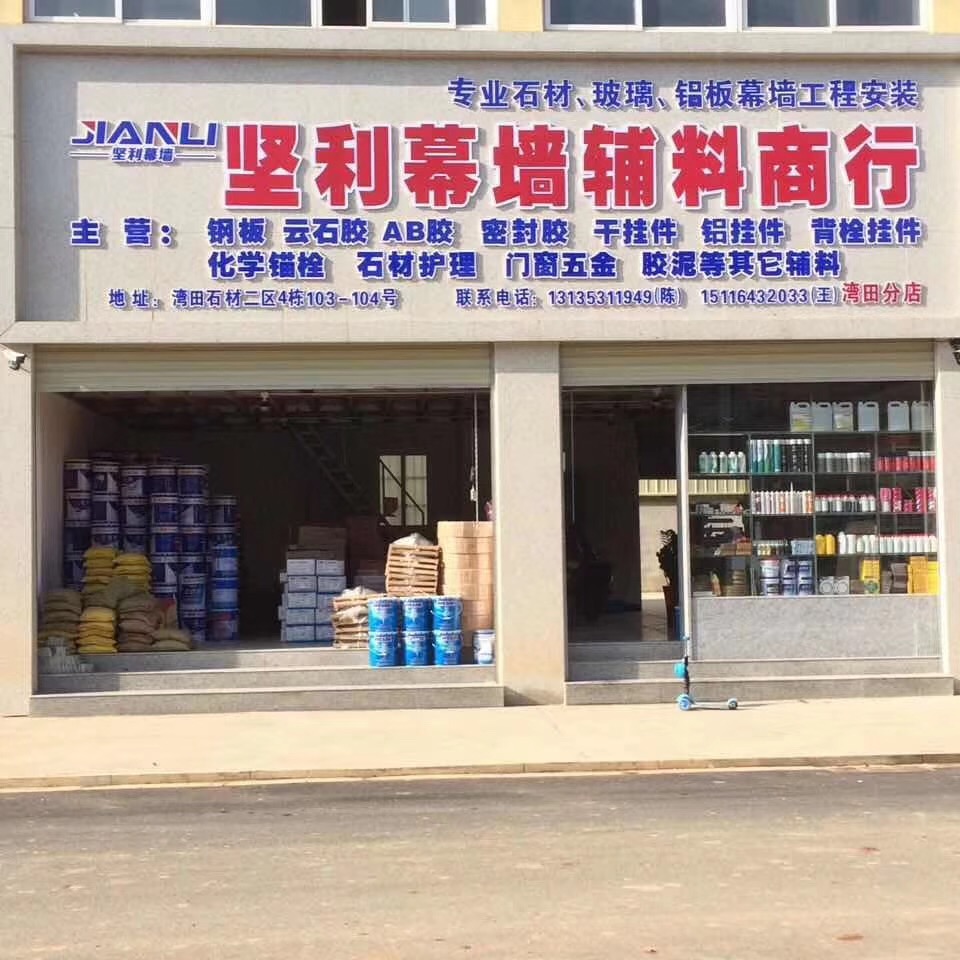 专业石材、玻璃、铝板幕墙工程安装
JIANLI
坚利幕墙
坚利幕墙辅料商行
主营： 钢板 云石胶 AB胶 密封胶 干挂件 铝挂件 背栓挂件
化学锚栓 石材护理 门窗五金 胶泥等其它辅料
地址：湾田石材二区4栋103-104号 联系电话：13135311949(陈) 15116432033(王) 湾田分店